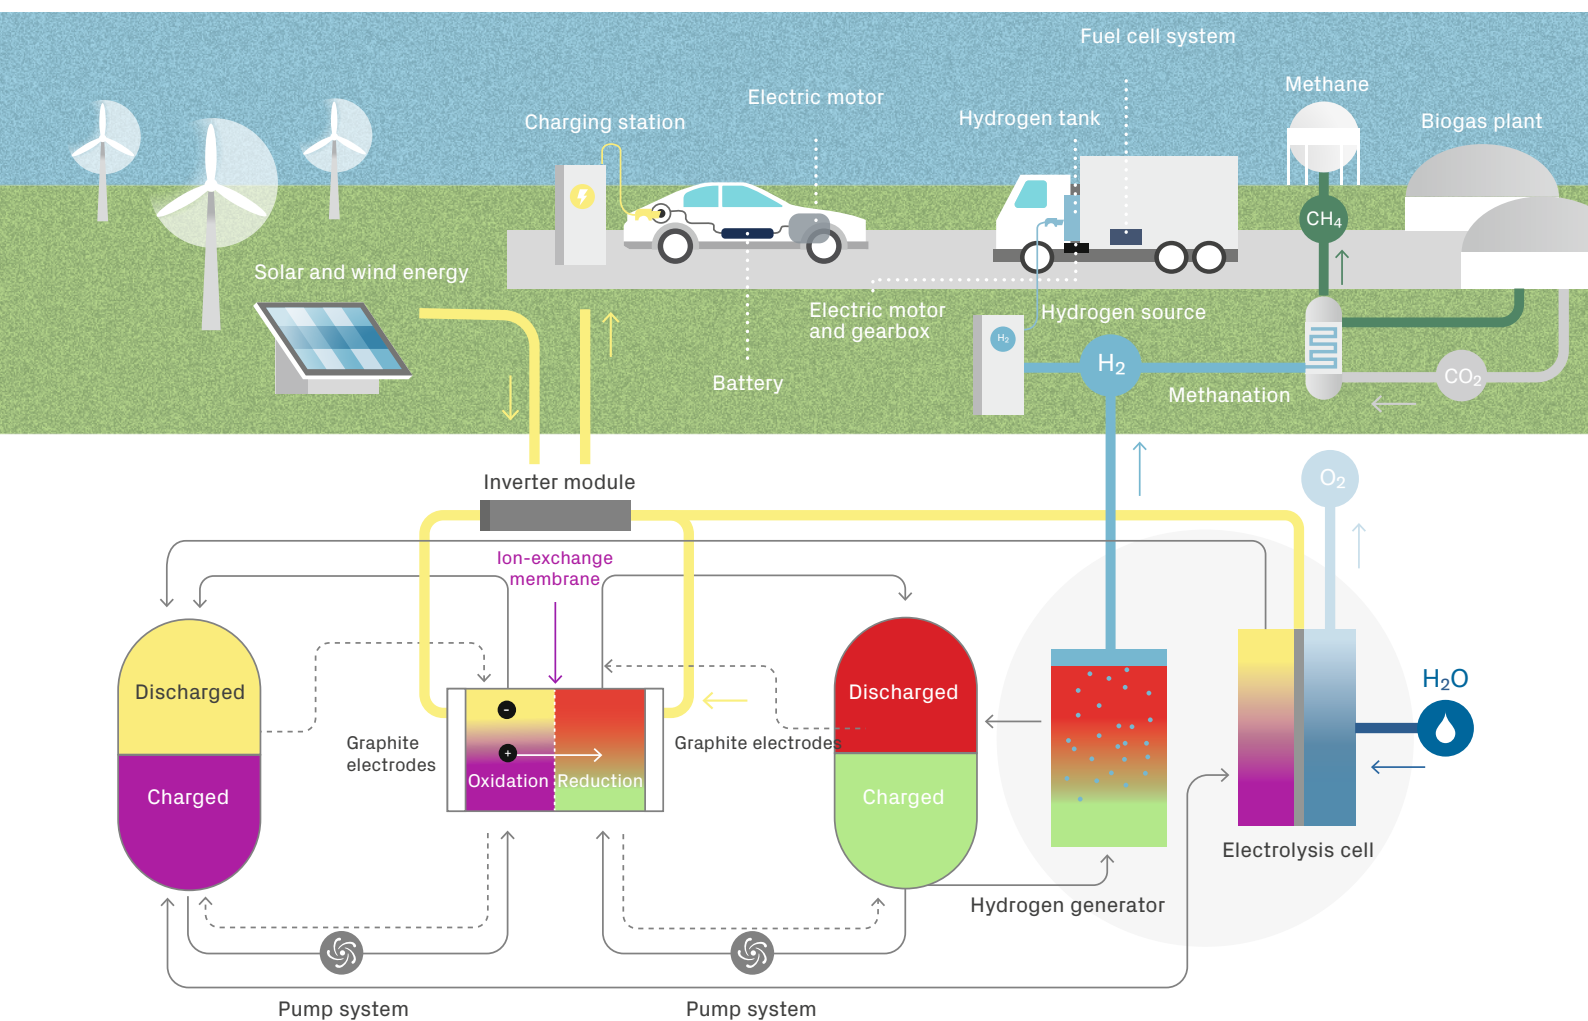 Fuel cell system
Methane
Electric motor
Hydrogen tank
Charging station
Biogas plant
CH₄
Solar and wind energy
Electric motor
and gearbox
Hydrogen source
H₂
H₂
Battery
Methanation
CO₂
Inverter module
O₂
Ion-exchange
membrane
Discharged
Charged
Graphite
electrodes
-
+
Oxidation
Reduction
Graphite electrodes
Discharged
Charged
H₂O
Electrolysis cell
Hydrogen generator
Pump system
Pump system